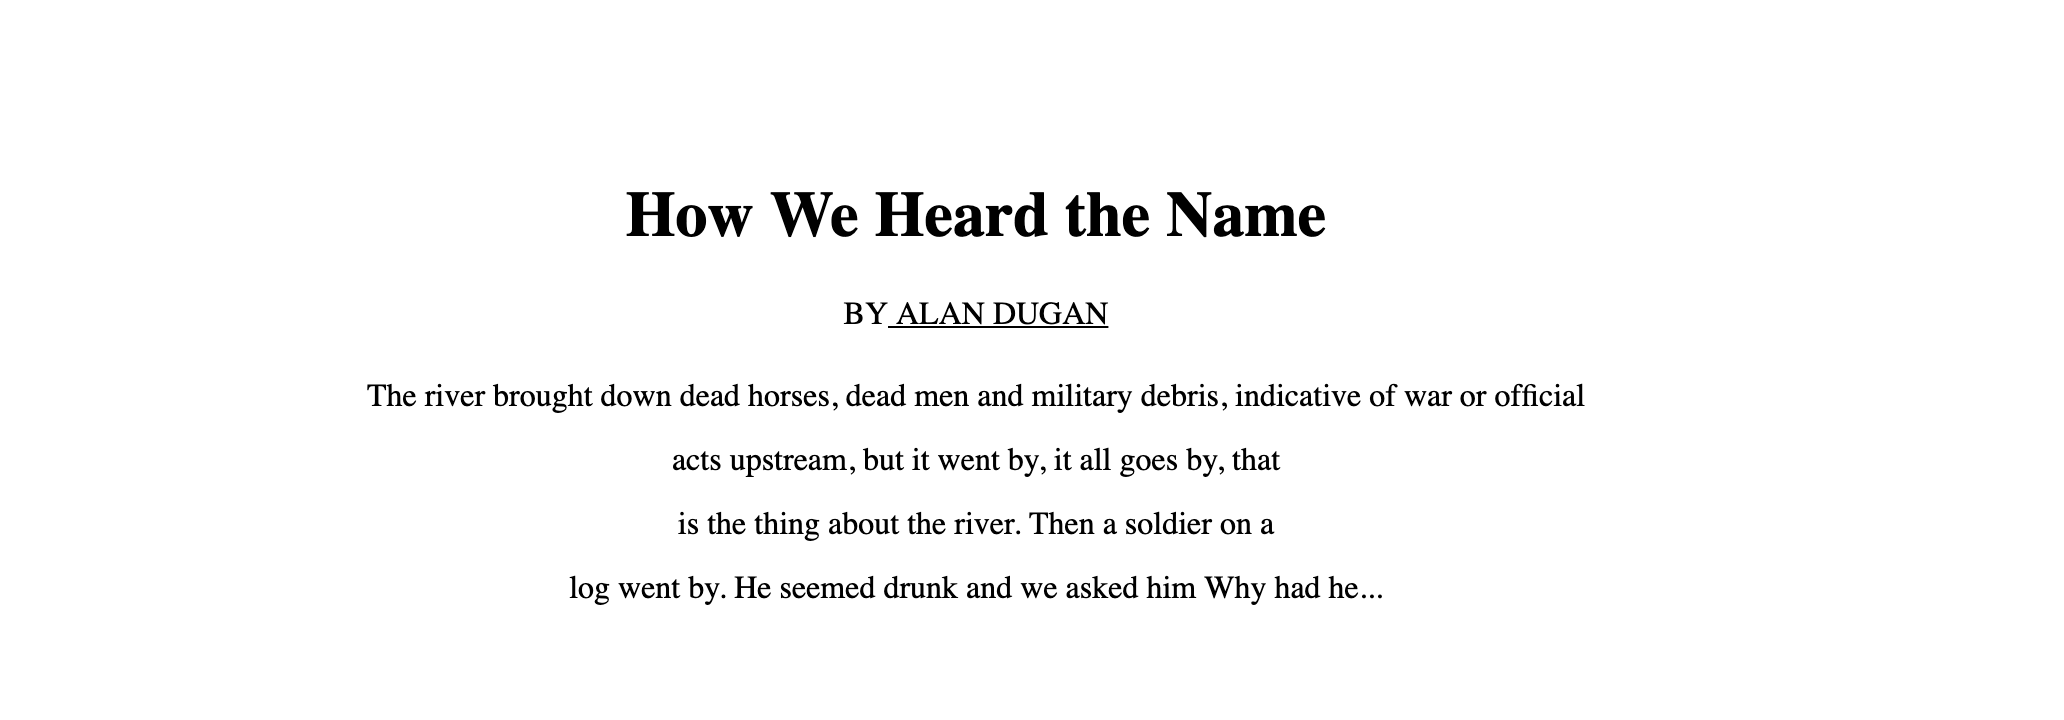 How We Heard the Name
BY ALAN DUGAN
The river brought down dead horses, dead men and military debris, indicative of war or official
acts upstream, but it went by, it all goes by, that
is the thing about the river. Then a soldier on a
log went by. He seemed drunk and we asked him Why had he...